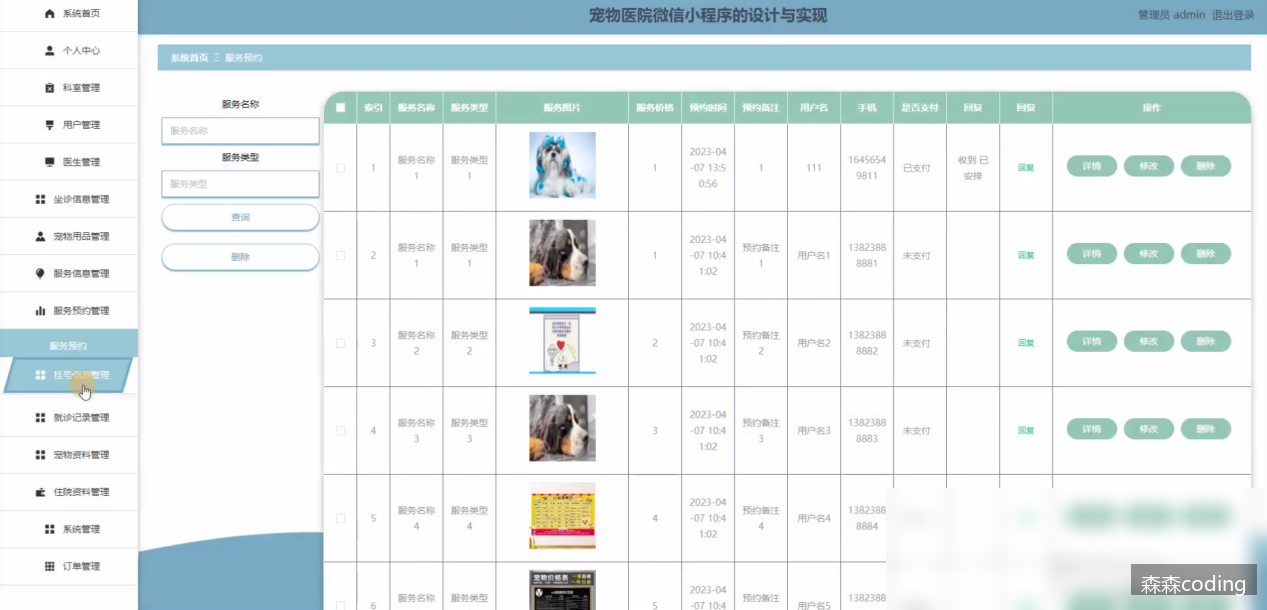 宠物医院微信小程序的设计与实现
管理员 admin 退出登录
系统首页
个人中心
科室管理
用户管理
医生管理
坐诊信息管理
宠物用品管理
服务信息管理
服务预约管理
服务预约
挂号信息管理
就诊记录管理
宠物资料管理
住院资料管理
系统管理
订单管理
系统首页 Ξ 服务预约
服务名称
服务名称
服务类型
服务类型
查询
删除
索引 服务名称 服务类型 服务图片 服务价格 预约时间 预约备注 用户名 手机 是否支付 回复 回复 操作
1 服务名称1 服务类型1 1 2023-04-07 13:50:56 1 111 16456549811 已支付 收到 已安排 回复 详情 修改 删除
2 服务名称1 服务类型1 1 2023-04-07 10:41:02 预约备注1 用户名1 13823888881 未支付 回复 详情 修改 删除
3 服务名称2 服务类型2 2 2023-04-07 10:41:02 预约备注2 用户名2 13823888882 未支付 回复 详情 修改 删除
4 服务名称3 服务类型3 3 2023-04-07 10:41:02 预约备注3 用户名3 13823888883 未支付 回复 详情 修改 删除
5 服务名称4 服务类型4 4 2023-04-07 10:41:02 预约备注4 用户名4 13823888884
6 服务名称 服务类型 宠物价格表 5 2023-04-07 10:4 预约备注 用户名5 1382388
森森coding